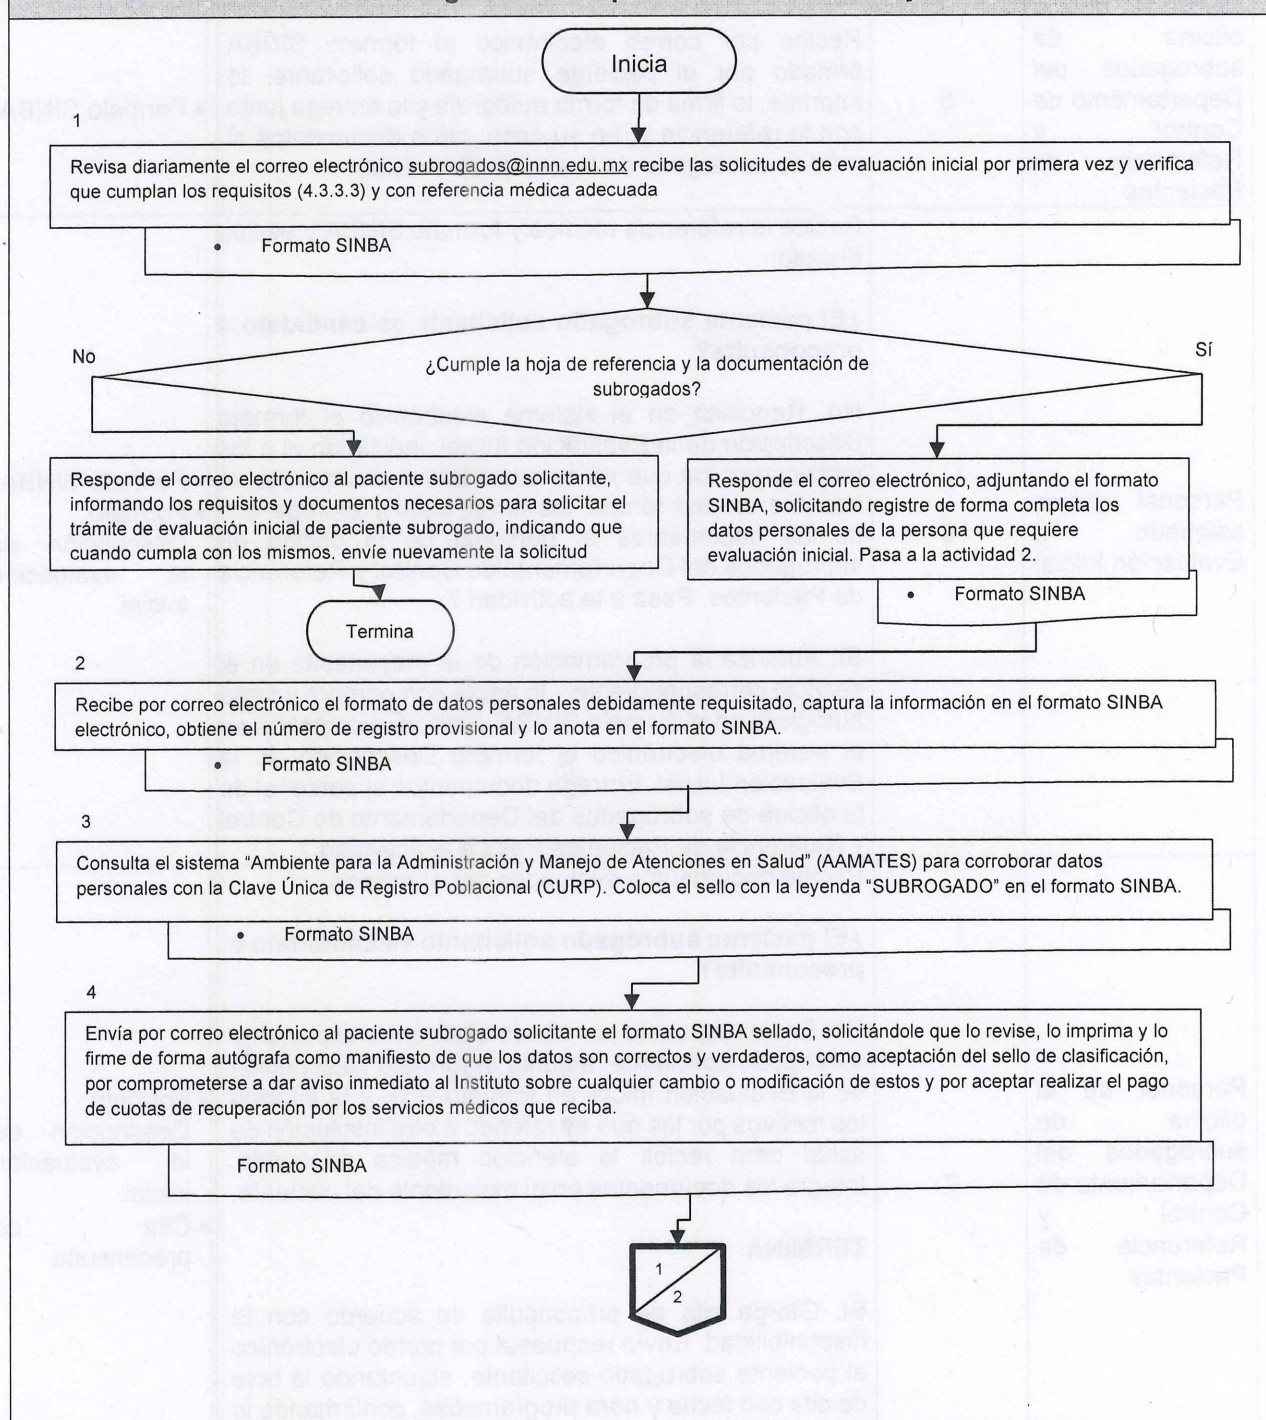 Inicia
1
Revisa diariamente el correo electrónico subrogados@innn.edu.mx recibe las solicitudes de evaluación inicial por primera vez y verifica
que cumplan los requisitos (4.3.3.3) y con referencia médica adecuada
• Formato SINBA
No
Sí
¿Cumple la hoja de referencia y la documentación de
subrogados?
Responde el correo electrónico al paciente subrogado solicitante,
informando los requisitos y documentos necesarios para solicitar el
trámite de evaluación inicial de paciente subrogado, indicando que
cuando cumpla con los mismos. envíe nuevamente la solicitud
Responde el correo electrónico, adjuntando el formato
SINBA, solicitando registre de forma completa los
datos personales de la persona que requiere
evaluación inicial. Pasa a la actividad 2.
• Formato SINBA
Termina
2
Recibe por correo electrónico el formato de datos personales debidamente requisitado, captura la información en el formato SINBA
electrónico, obtiene el número de registro provisional y lo anota en el formato SINBA.
• Formato SINBA
3
Consulta el sistema “Ambiente para la Administración y Manejo de Atenciones en Salud” (AAMATES) para corroborar datos
personales con la Clave Única de Registro Poblacional (CURP). Coloca el sello con la leyenda “SUBROGADO” en el formato SINBA.
• Formato SINBA
4
Envía por correo electrónico al paciente subrogado solicitante el formato SINBA sellado, solicitándole que lo revise, lo imprima y lo
firme de forma autógrafa como manifiesto de que los datos son correctos y verdaderos, como aceptación del sello de clasificación,
por comprometerse a dar aviso inmediato al Instituto sobre cualquier cambio o modificación de estos y por aceptar realizar el pago
de cuotas de recuperación por los servicios médicos que reciba.
Formato SINBA
1
2